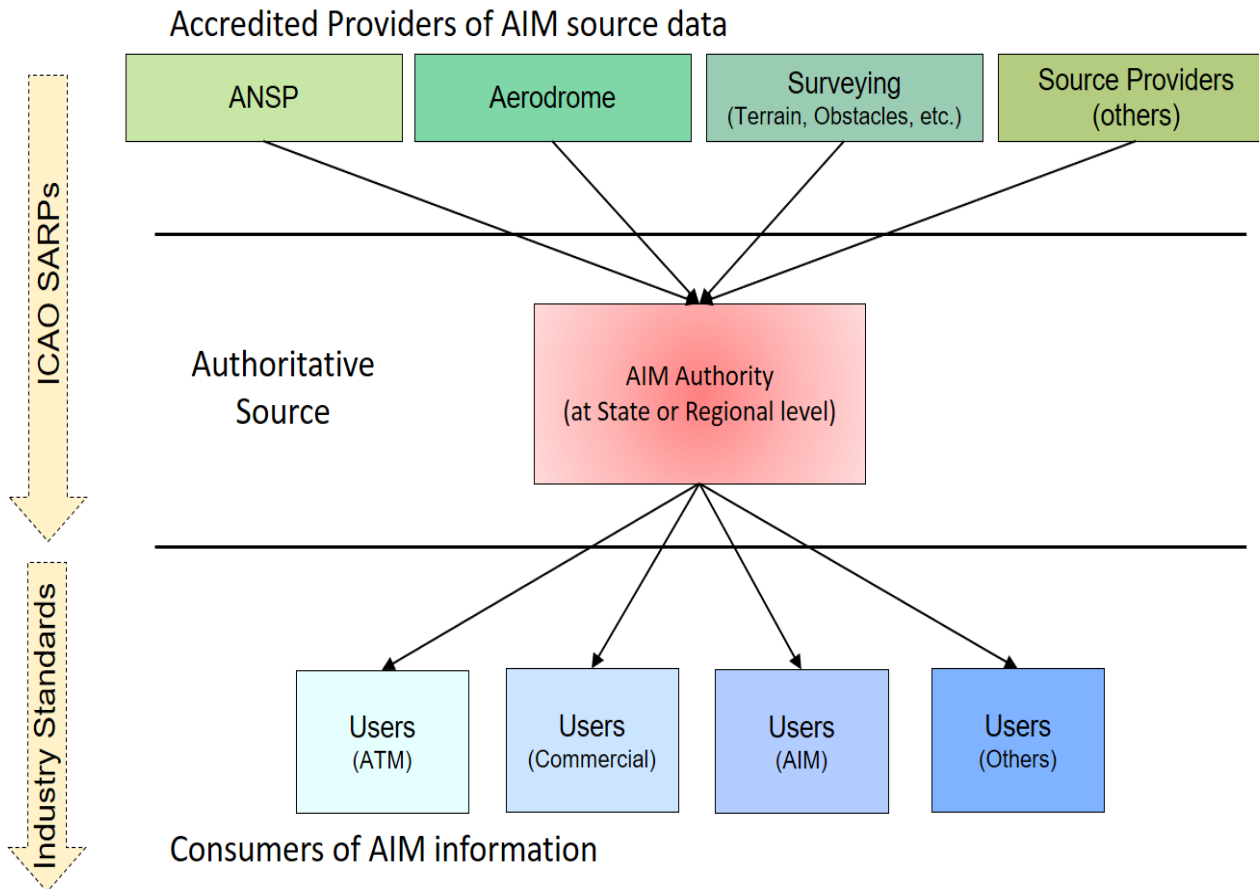 Accredited Providers of AIM source data
ANSP
Aerodrome
Surveying
(Terrain, Obstacles, etc.)
Source Providers
(others)
ICAO SARPs
Authoritative
Source
AIM Authority
(at State or Regional level)
Industry Standards
Users
(ATM)
Users
(Commercial)
Users
(AIM)
Users
(Others)
Consumers of AIM information